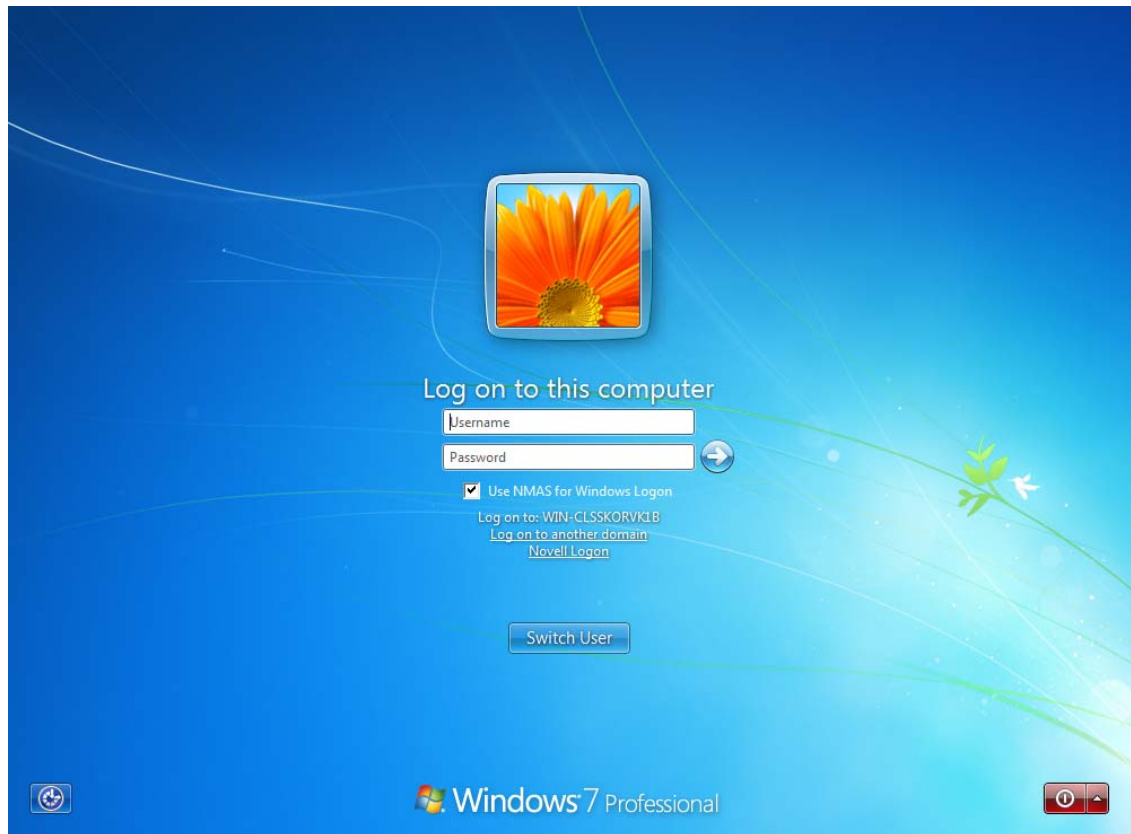 Log on to this computer
Username
Password
Use NMAS for Windows Logon
Log on to: WIN-CLSSKORVK1B
Log on to another domain
Novell Logon
Switch User
Windows 7 Professional